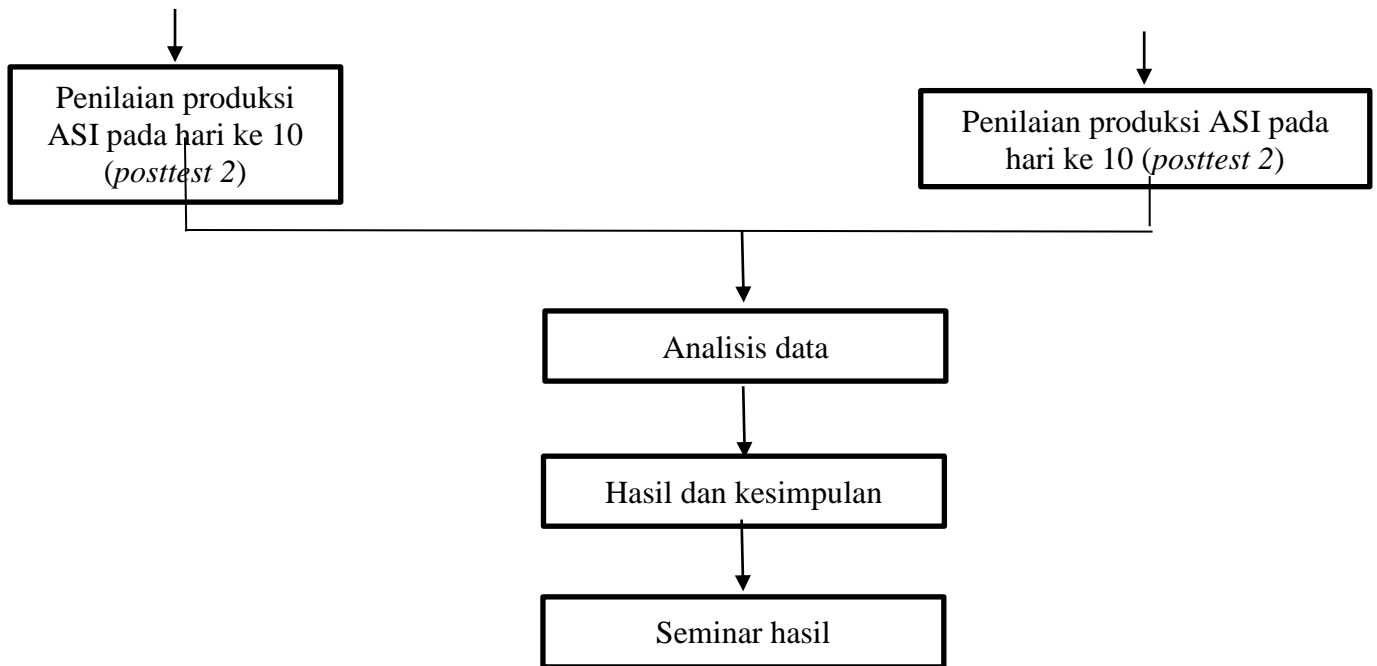 Penilaian produksi
ASI pada hari ke 10
(posttest 2)
Penilaian produksi ASI pada
hari ke 10 (posttest 2)
Analisis data
Hasil dan kesimpulan
Seminar hasil